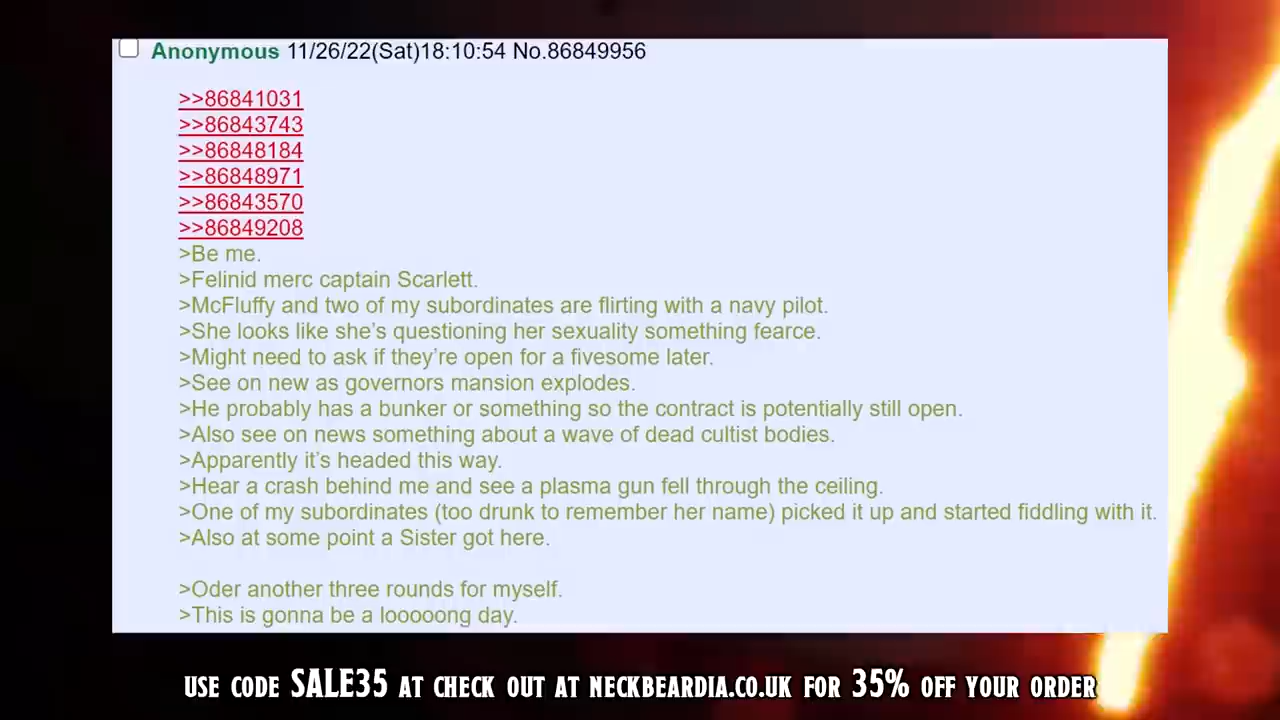 Anonymous 11/26/22(Sat)18:10:54 No.86849956
>>86841031
>>86843743
>>86848184
>>86848971
>>86843570
>>86849208
>Be me.
>Felinid merc captain Scarlett.
>McFluffy and two of my subordinates are flirting with a navy pilot.
>She looks like she’s questioning her sexuality something fearce.
>Might need to ask if they’re open for a fivesome later.
>See on new as governors mansion explodes.
>He probably has a bunker or something so the contract is potentially still open.
>Also see on news something about a wave of dead cultist bodies.
>Apparently it’s headed this way.
>Hear a crash behind me and see a plasma gun fell through the ceiling.
>One of my subordinates (too drunk to remember her name) picked it up and started fiddling with it.
>Also at some point a Sister got here.
>Oder another three rounds for myself.
>This is gonna be a looooong day.
USE CODE SALE35 AT CHECK OUT AT NECKBEARDIA.CO.UK FOR 35% OFF YOUR ORDER